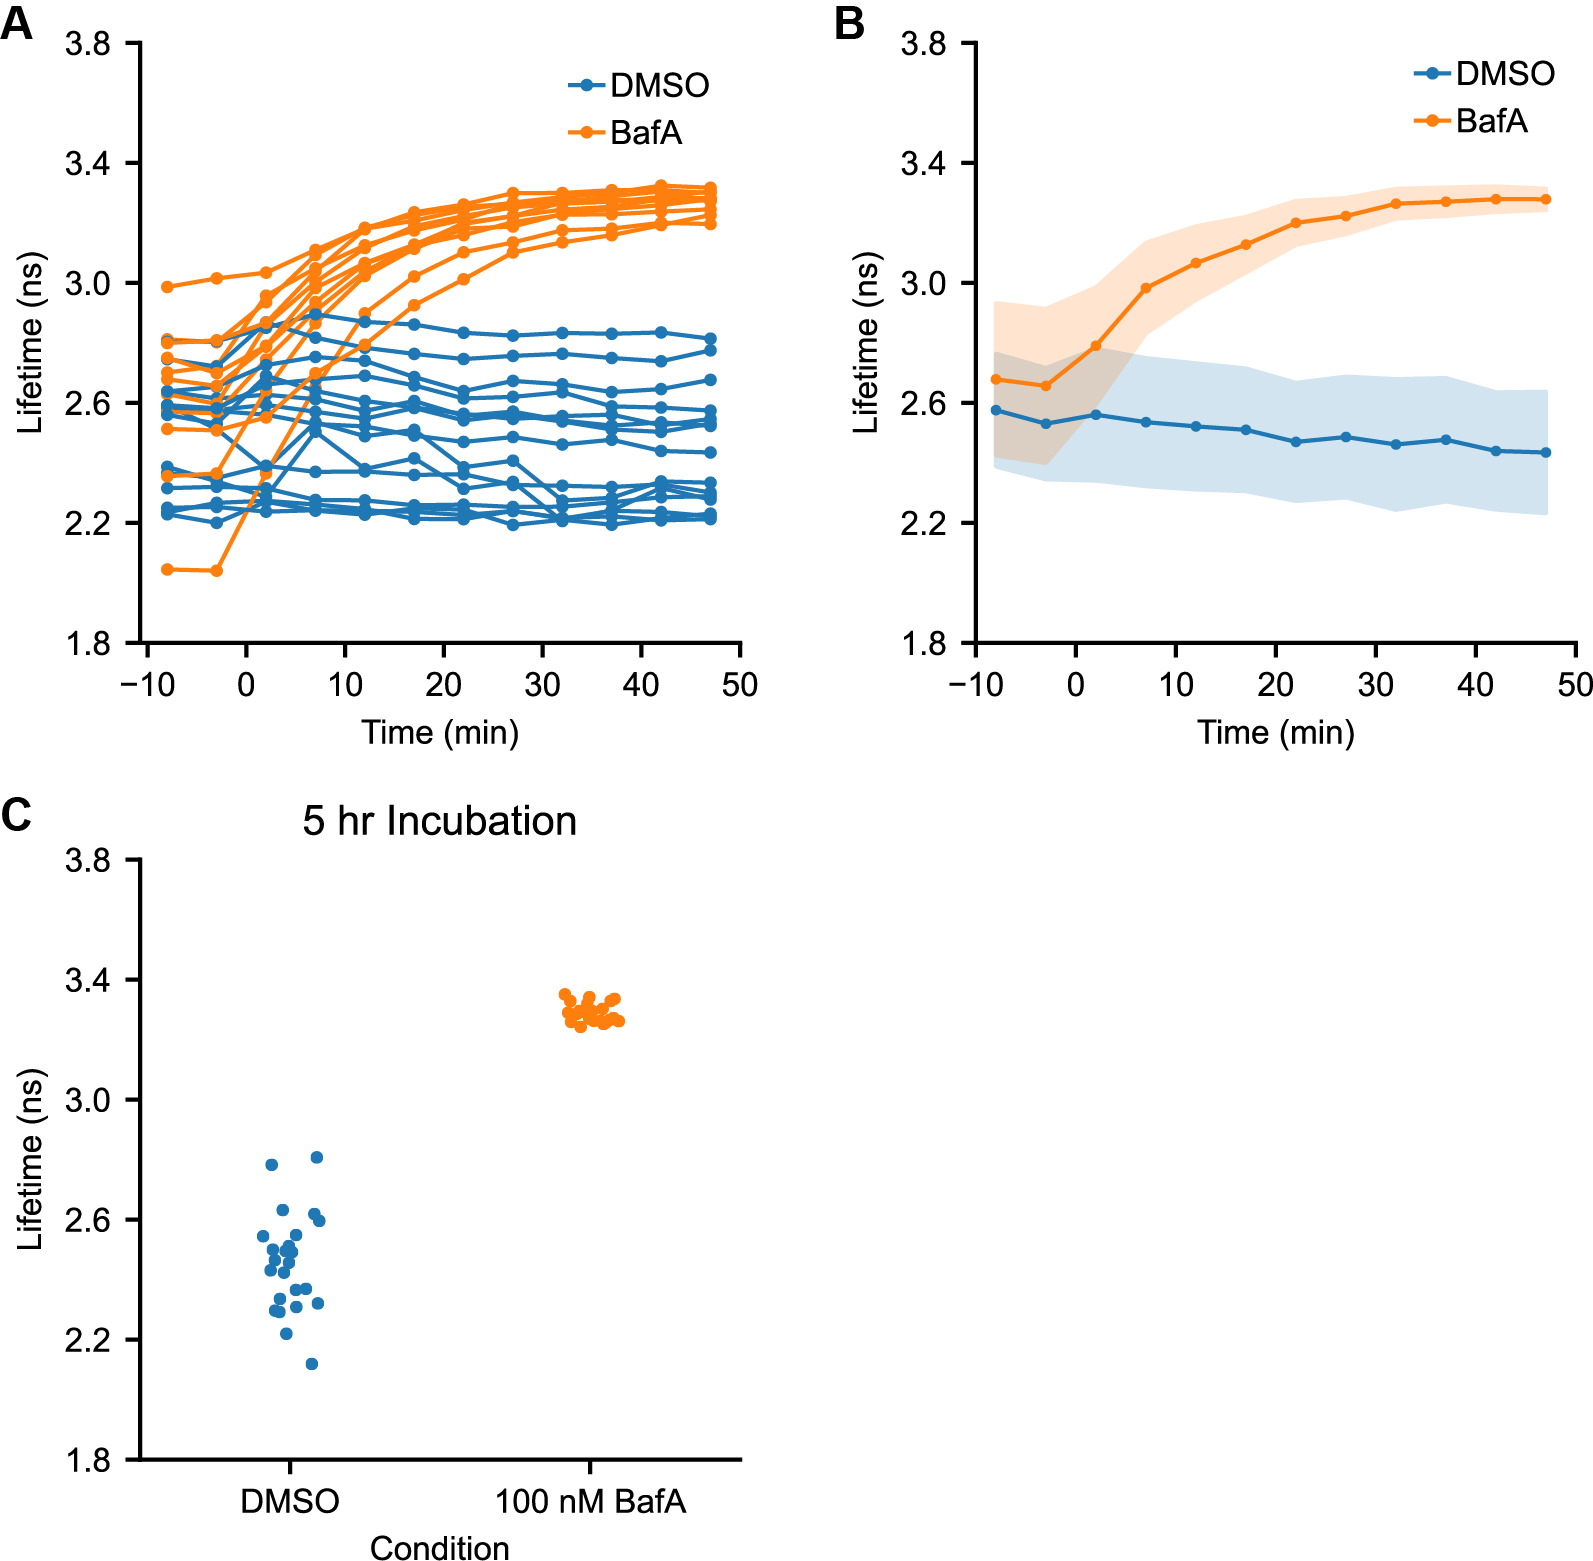 A
3.8
3.4
3.0
2.6
2.2
1.8
Lifetime (ns)
DMSO
BafA
−10 0 10 20 30 40 50
Time (min)
B
3.8
3.4
3.0
2.6
2.2
1.8
Lifetime (ns)
DMSO
BafA
−10 0 10 20 30 40 50
Time (min)
C
5 hr Incubation
3.8
3.4
3.0
2.6
2.2
1.8
Lifetime (ns)
DMSO 100 nM BafA
Condition